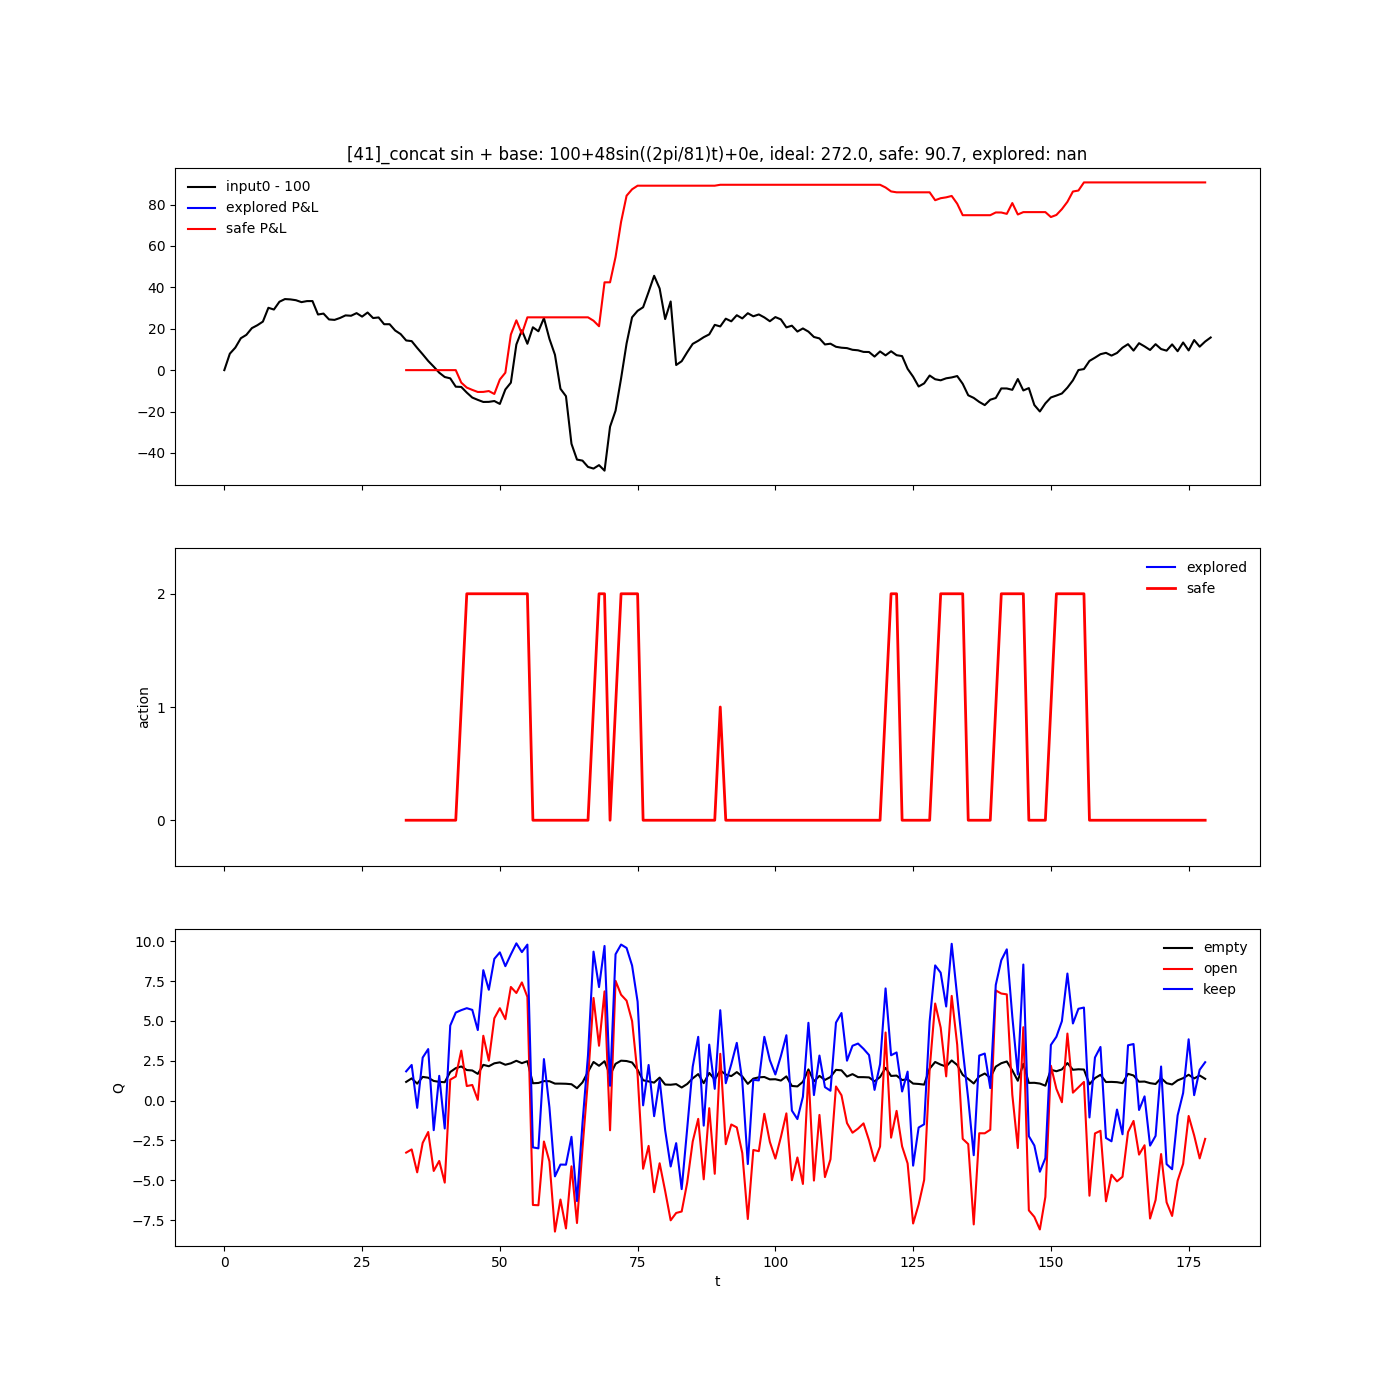 [41]_concat sin + base: 100+48sin((2pi/81)t)+0e, ideal: 272.0, safe: 90.7, explored: nan
input0 - 100
explored P&L
safe P&L
80
60
40
20
0
−20
−40
explored
safe
2
1
0
action
empty
open
keep
10.0
7.5
5.0
2.5
0.0
−2.5
−5.0
−7.5
Q
0 25 50 75 100 125 150 175
t